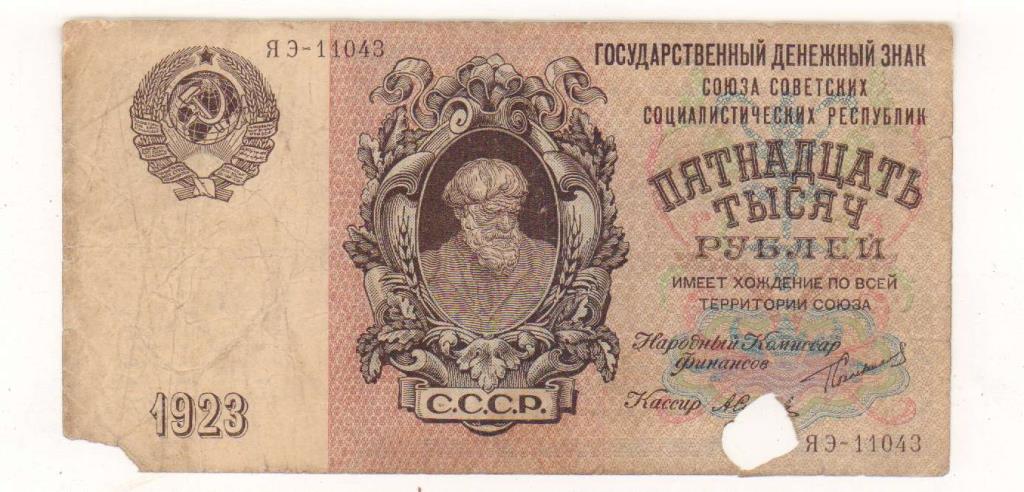 ЯЭ-11043
ГОСУДАРСТВЕННЫЙ ДЕНЕЖНЫЙ ЗНАК
СОЮЗА СОВЕТСКИХ
СОЦИАЛИСТИЧЕСКИХ РЕСПУБЛИК
ПЯТНАДЦАТЬ
ТЫСЯЧ
РУБЛЕЙ
ИМЕЕТ ХОЖДЕНИЕ ПО ВСЕЙ
ТЕРРИТОРИИ СОЮЗА
Народный Комиссар
финансов
Кассир
1923
С.С.С.Р.
ЯЭ-11043